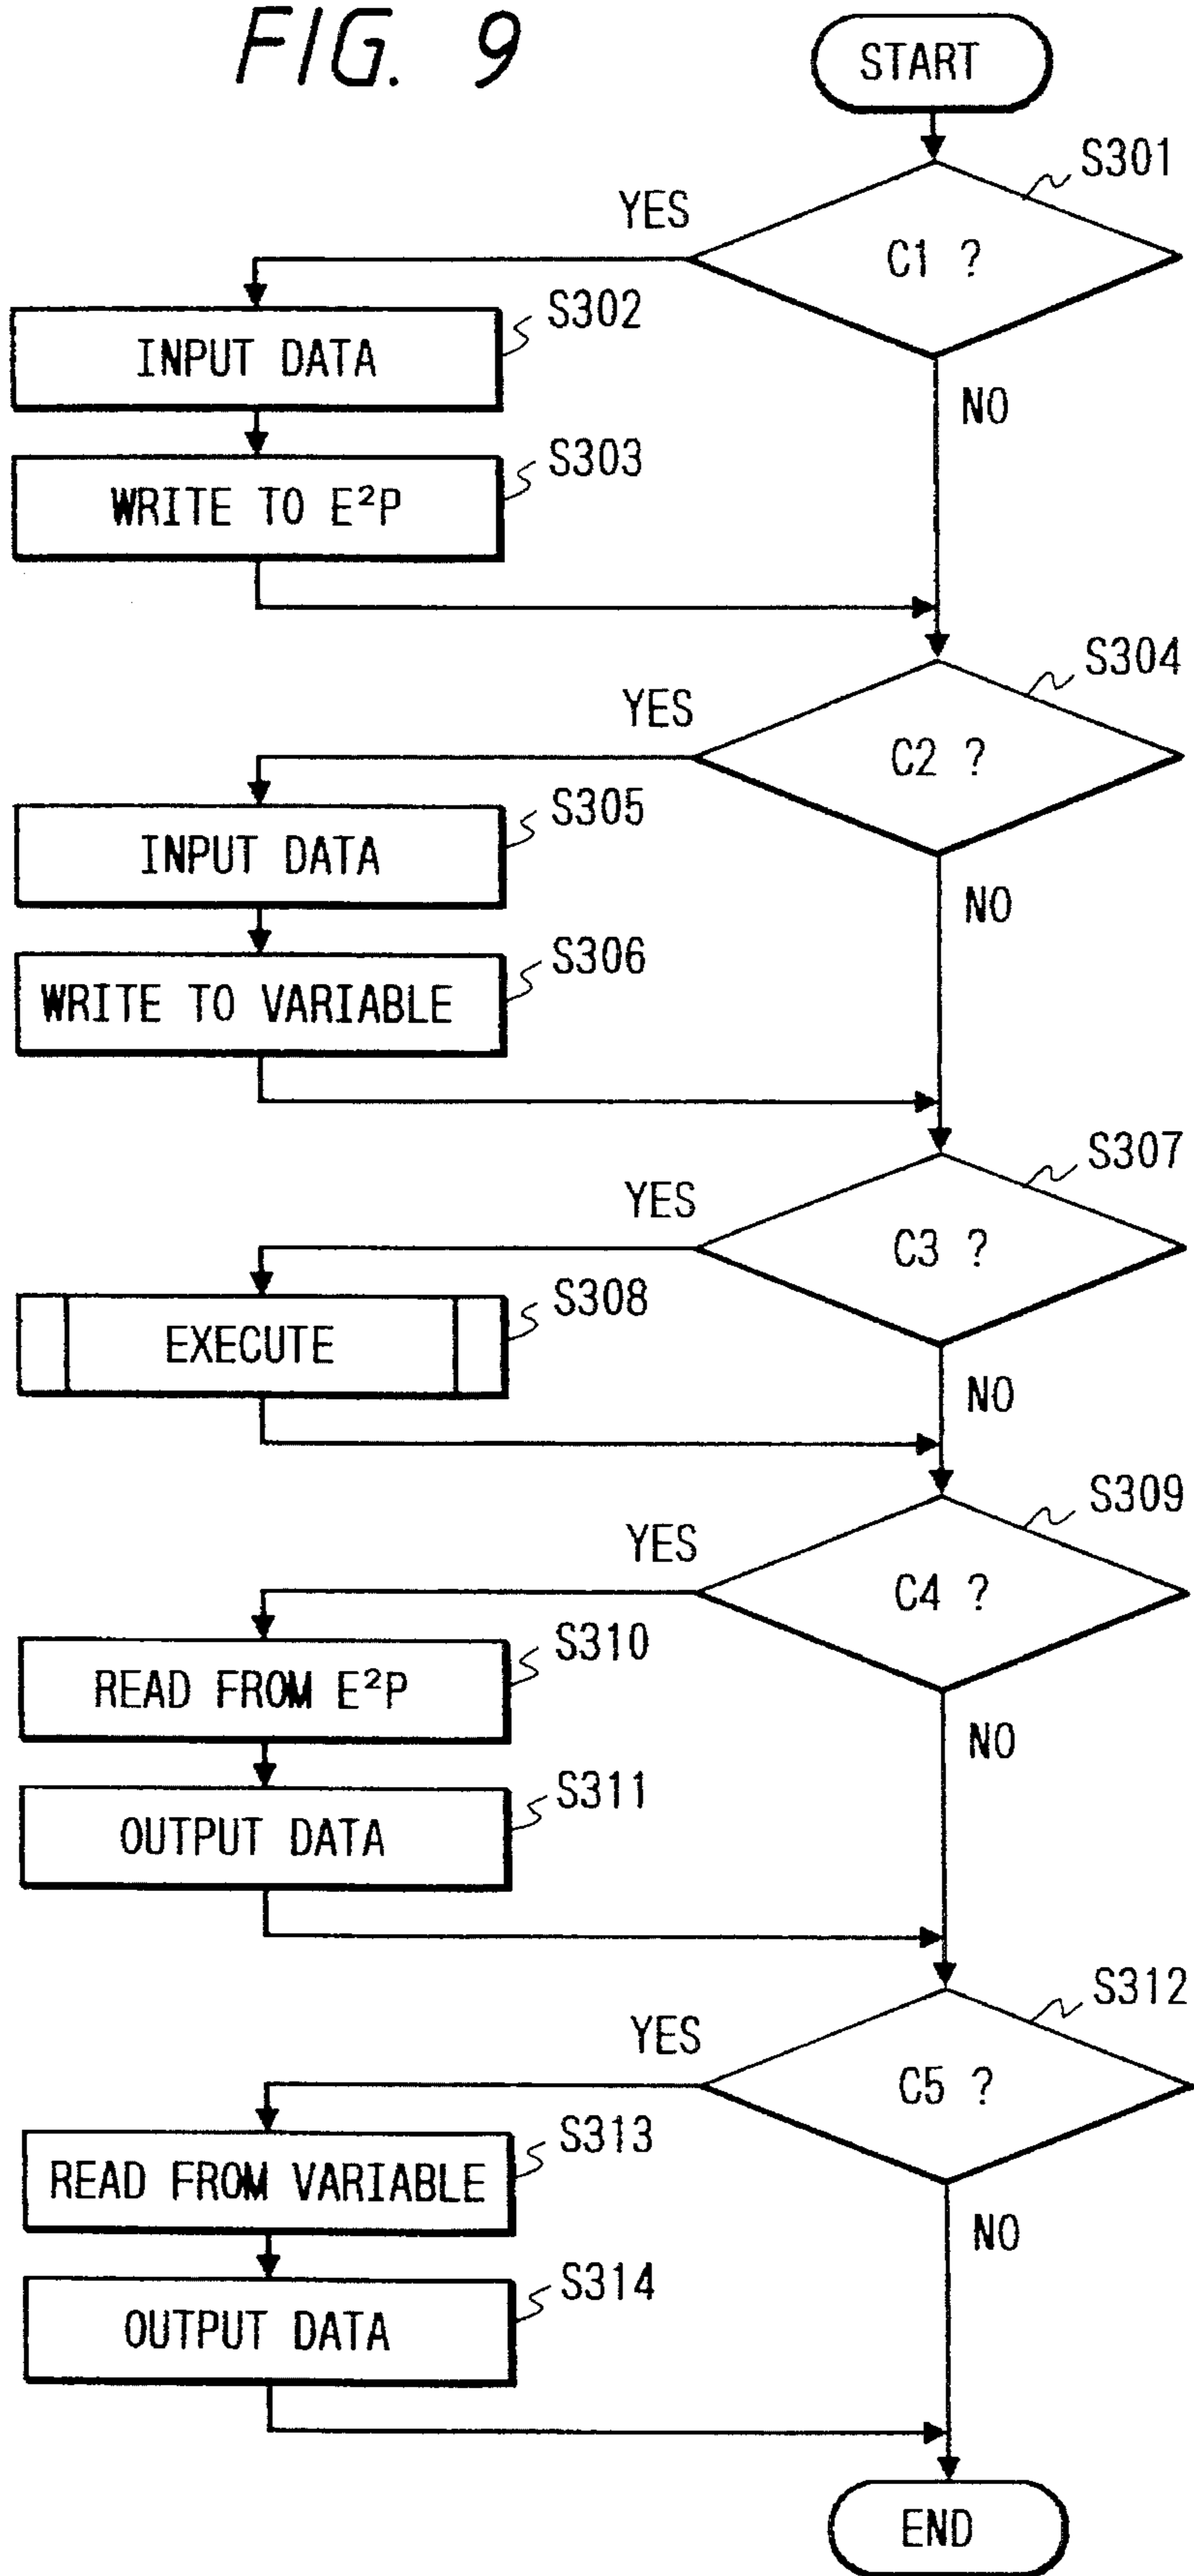 FIG. 9
START
S301
YES
C1 ?
S302
INPUT DATA
NO
S303
WRITE TO E²P
S304
YES
C2 ?
S305
INPUT DATA
NO
S306
WRITE TO VARIABLE
S307
YES
C3 ?
S308
EXECUTE
NO
S309
YES
C4 ?
S310
READ FROM E²P
NO
S311
OUTPUT DATA
S312
YES
C5 ?
S313
READ FROM VARIABLE
NO
S314
OUTPUT DATA
END